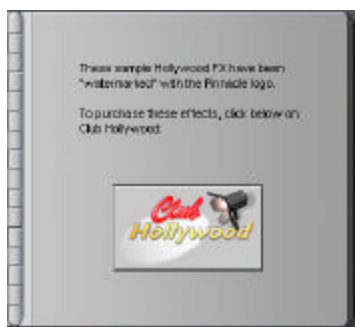 These sample Hollywood FX have been
"watermarked" with the Pinnacle logo.
To purchase these effects, click below on
Club Hollywood.
Club
Hollywood